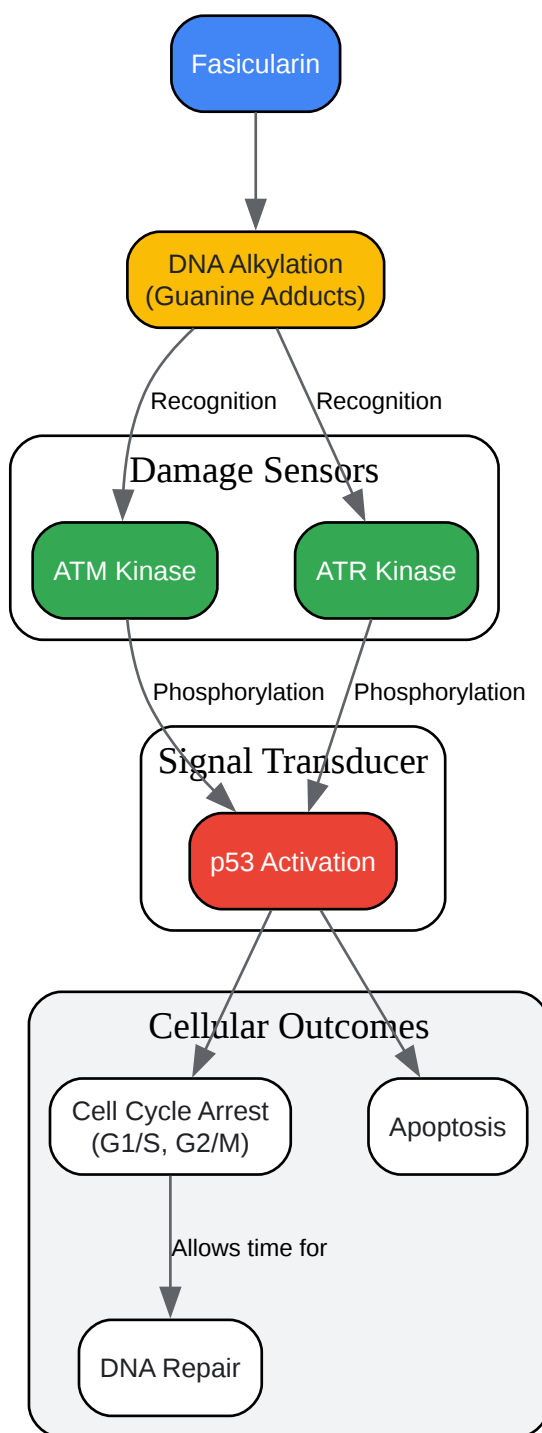 Fasicularin
DNA Alkylation
(Guanine Adducts)
Recognition
Recognition
Damage Sensors
ATM Kinase
ATR Kinase
Phosphorylation
Phosphorylation
Signal Transducer
p53 Activation
Cellular Outcomes
Cell Cycle Arrest
(G1/S, G2/M)
Apoptosis
Allows time for
DNA Repair